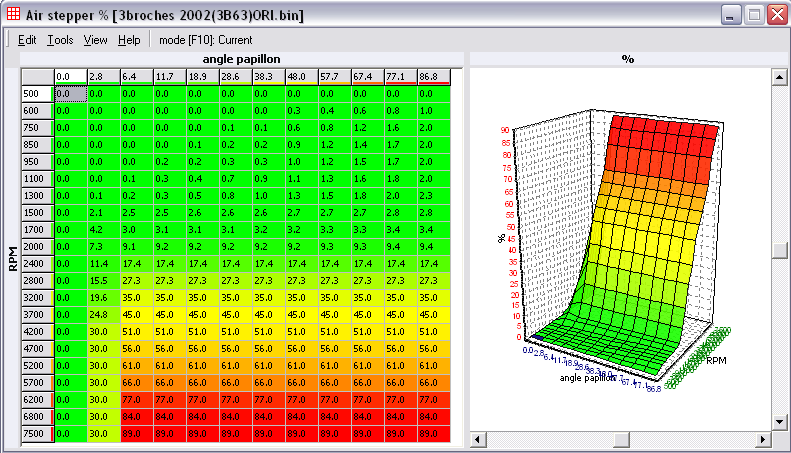 Air stepper % [3broches 2002(3B63)ORI.bin]
Edit Tools View Help mode [F10]: Current
angle papillon
0.0 2.8 6.4 11.7 18.9 28.6 38.3 48.0 57.7 67.4 77.1 86.8
RPM
500 0.0 0.0 0.0 0.0 0.0 0.0 0.0 0.0 0.0 0.0 0.0 0.0
600 0.0 0.0 0.0 0.0 0.0 0.0 0.0 0.3 0.4 0.6 0.8 1.0
750 0.0 0.0 0.0 0.0 0.0 0.1 0.1 0.6 0.8 1.2 1.6 2.0
850 0.0 0.0 0.0 0.0 0.1 0.2 0.2 0.9 1.2 1.4 1.7 2.0
950 0.0 0.0 0.0 0.2 0.2 0.3 0.3 1.0 1.2 1.5 1.7 2.0
1100 0.0 0.0 0.1 0.3 0.4 0.7 0.9 1.1 1.3 1.6 1.8 2.0
1300 0.0 0.1 0.2 0.3 0.5 0.8 1.0 1.3 1.5 1.8 2.0 2.3
1500 0.0 2.1 2.5 2.5 2.6 2.6 2.6 2.7 2.7 2.7 2.8 2.8
1700 0.0 4.2 3.0 3.1 3.1 3.1 3.2 3.2 3.3 3.3 3.4 3.4
2000 0.0 7.3 9.1 9.2 9.2 9.2 9.2 9.2 9.3 9.3 9.4 9.4
2400 0.0 11.4 17.4 17.4 17.4 17.4 17.4 17.4 17.4 17.4 17.4 17.4
2800 0.0 15.5 27.3 27.3 27.3 27.3 27.3 27.3 27.3 27.3 27.3 27.3
3200 0.0 19.6 35.0 35.0 35.0 35.0 35.0 35.0 35.0 35.0 35.0 35.0
3700 0.0 24.8 45.0 45.0 45.0 45.0 45.0 45.0 45.0 45.0 45.0 45.0
4200 0.0 30.0 51.0 51.0 51.0 51.0 51.0 51.0 51.0 51.0 51.0 51.0
4700 0.0 30.0 56.0 56.0 56.0 56.0 56.0 56.0 56.0 56.0 56.0 56.0
5200 0.0 30.0 61.0 61.0 61.0 61.0 61.0 61.0 61.0 61.0 61.0 61.0
5700 0.0 30.0 66.0 66.0 66.0 66.0 66.0 66.0 66.0 66.0 66.0 66.0
6200 0.0 30.0 77.0 77.0 77.0 77.0 77.0 77.0 77.0 77.0 77.0 77.0
6800 0.0 30.0 84.0 84.0 84.0 84.0 84.0 84.0 84.0 84.0 84.0 84.0
7500 0.0 30.0 89.0 89.0 89.0 89.0 89.0 89.0 89.0 89.0 89.0 89.0
%
90
85
80
75
70
65
60
55
50
45
40
35
30
25
20
15
10
5
0
%
0.0 2.8 6.4 11.7 18.9 28.6 38.3 48.0 57.7 67.4 77.1 86.8
angle papillon
RPM